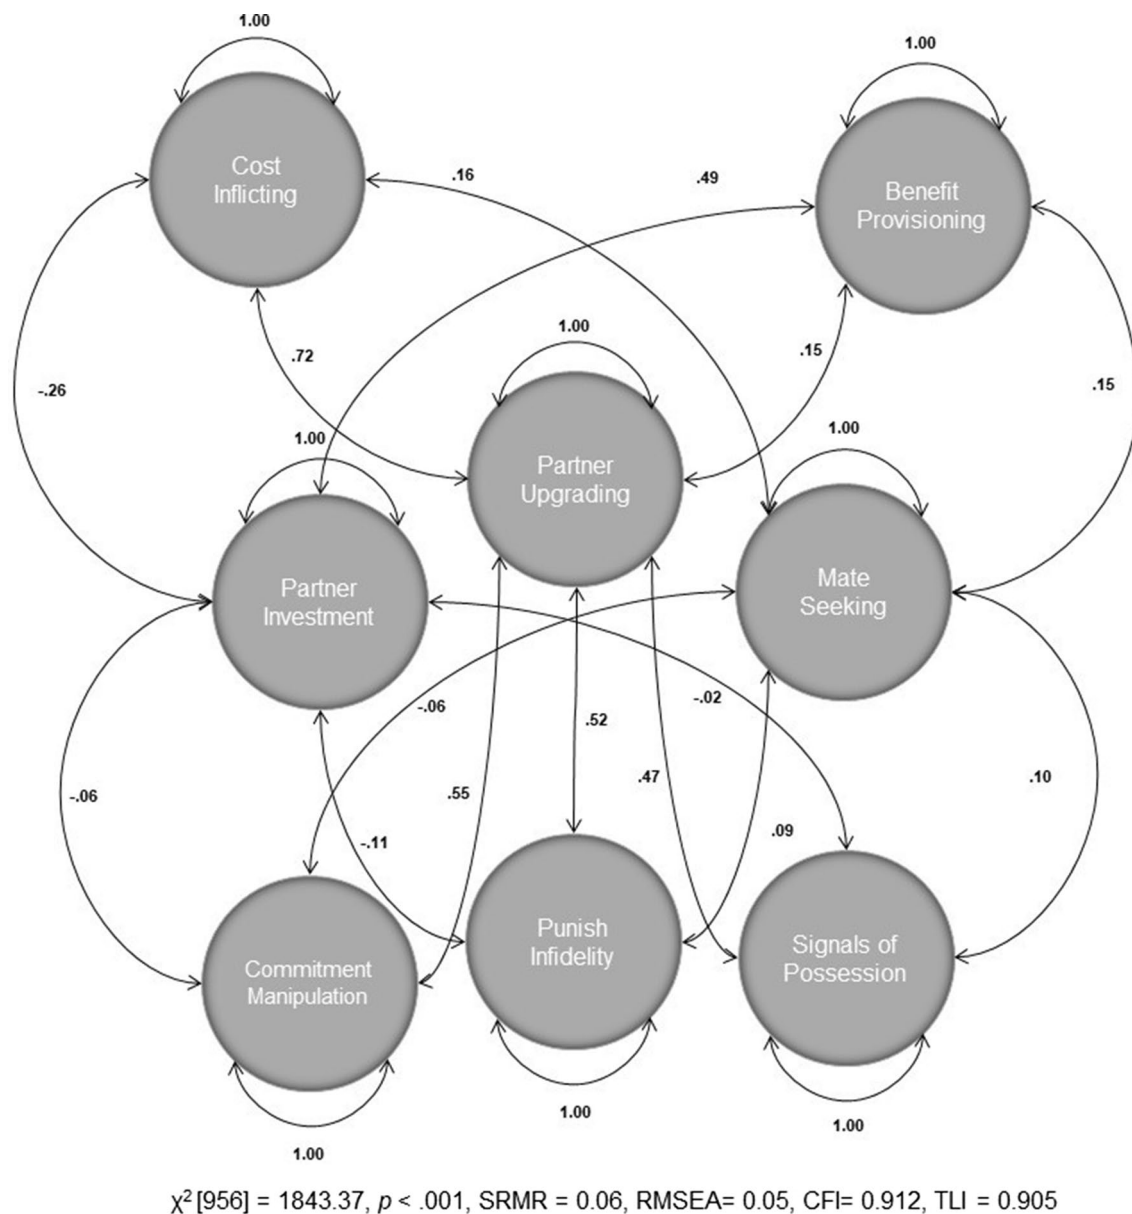 1.00
1.00
Cost
Inflicting
.16
.49
Benefit
Provisioning
1.00
.72
.15
-.26
.15
1.00
1.00
Partner
Upgrading
Partner
Investment
Mate
Seeking
-.06
-.02
.52
.47
.10
-.06
.55
.09
-.11
Punish
Infidelity
Signals of
Possession
Commitment
Manipulation
1.00
1.00
1.00
χ² [956] = 1843.37, p < .001, SRMR = 0.06, RMSEA= 0.05, CFI= 0.912, TLI = 0.905